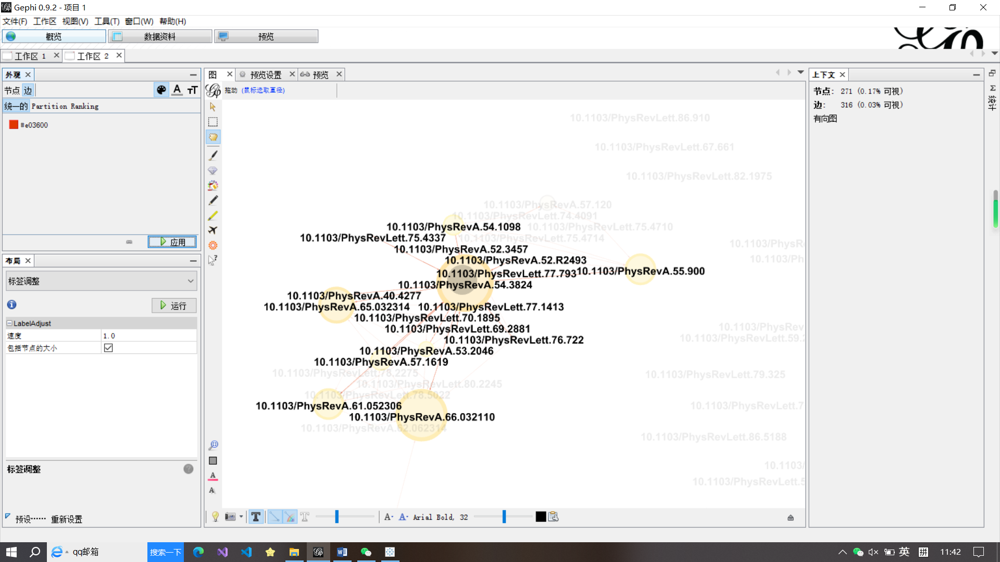 Gephi 0.9.2 - 项目 1
文件(F) 工作区 视图(V) 工具(T) 窗口(W) 帮助(H)
概览 数据资料 预览
工作区 1 工作区 2
外观
节点 边
统一的 Partition Ranking
#e03600
应用
布局
标签调整
运行
LabelAdjust
速度 1.0
包括节点的大小
标签调整
预设…… 重新设置
图 预览设置 预览
拖动 (鼠标选取直径)
10.1103/PhysRevLett.86.910
10.1103/PhysRevLett.67.661
10.1103/PhysRevLett.82.1975
10.1103/PhysRevA.57.120
10.1103/PhysRevLett.74.4091
10.1103/PhysRevA.54.1098 10.1103/PhysRevLett.75.4710
10.1103/PhysRevLett.75.4337 10.1103/PhysRevLett.75.4714
10.1103/PhysRev
10.1103/PhysRevA.52.3457
10.1103/PhysRevA.52.R2493 10.1103/Ph
10.1103/PhysRevLett.77.793 10.1103/PhysRevA.55.900
10.1103/PhysRevA.54.3824
10.1103/PhysRevA.40.4277
10.1103/PhysRevA.65.032314 10.1103/PhysRevLett.77.1413
10.1103/PhysRevLett.70.1895
10.1103/PhysRevLett.69.2881 10.1103/PhysRev
10.1103/PhysRevLett.76.722 10.1103/PhysRevLett.59.2
10.1103/PhysRevA.53.2046
10.1103/PhysRevA.57.1619
10.1103/PhysRevLett.78.2275 10.1103/PhysRevLett.79.325
10.1103/PhysRevLett.80.2245
10.1103/PhysRevLett.78.5022
10.1103/PhysRevA.61.052306 10.1103/PhysRevLett.7
10.1103/PhysRevA.66.032110
10.1103/PhysRevA.62.062314
10.1103/PhysRevLett.86.5188
10.1103/
10.1103/PhysRevLett.5
Arial Bold, 32
上下文
节点: 271 (0.17% 可视)
边: 316 (0.03% 可视)
有向图
统计
qq邮箱 搜索一下
英 拼 11:42